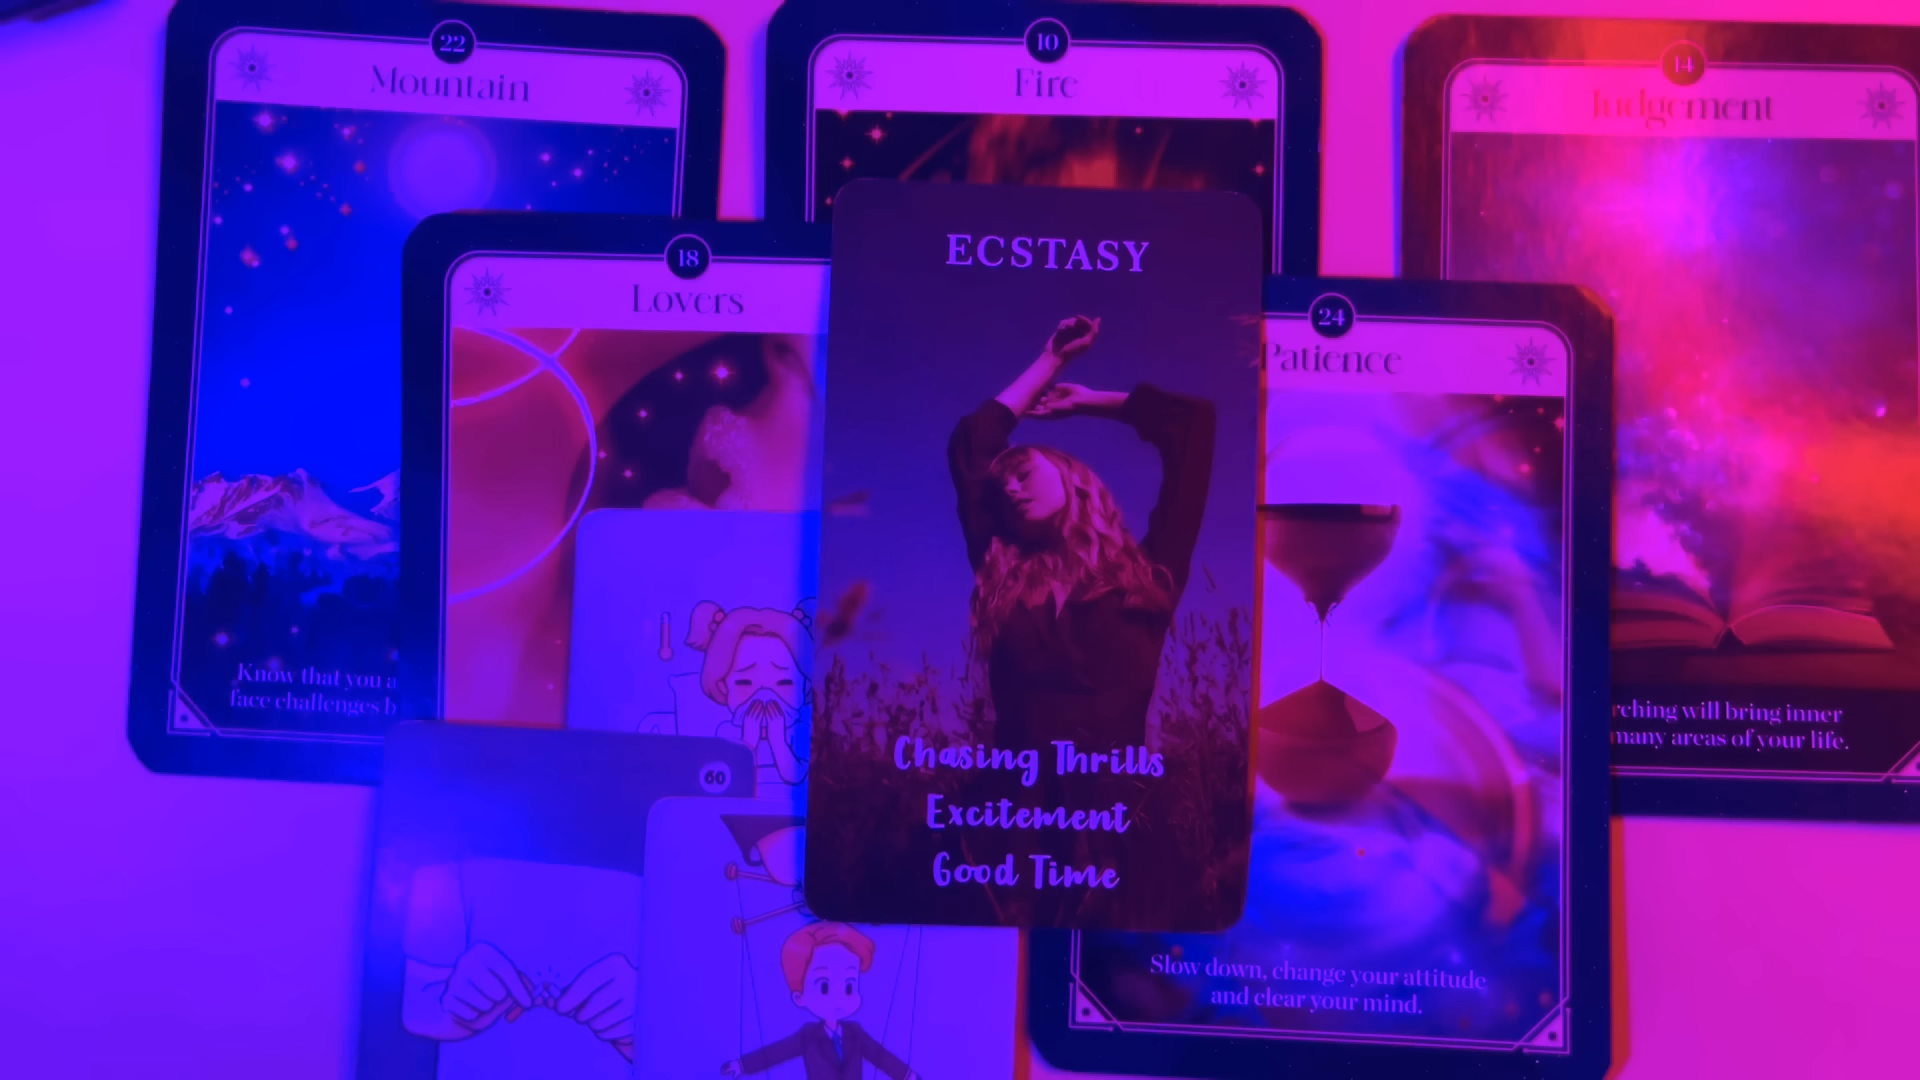 22
Mountain
10
Fire
14
Judgement
18
Lovers
ECSTASY
24
Patience
Know that you a
face challenges b
rching will bring inner
many areas of your life.
60
Chasing Thrills
Excitement
Good Time
Slow down, change your attitude
and clear your mind.